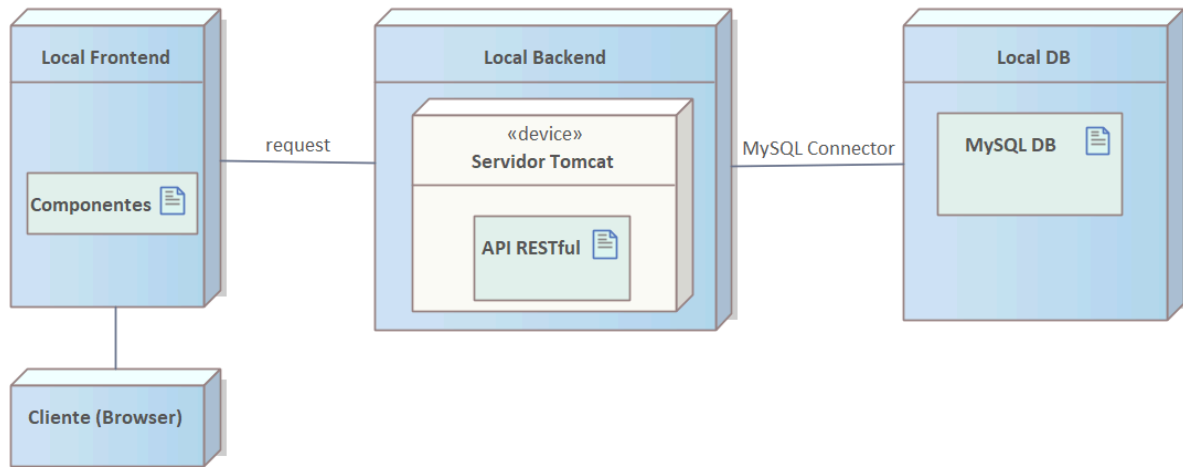 Local Frontend
Componentes
request
Local Backend
«device»
Servidor Tomcat
API RESTful
MySQL Connector
Local DB
MySQL DB
Cliente (Browser)